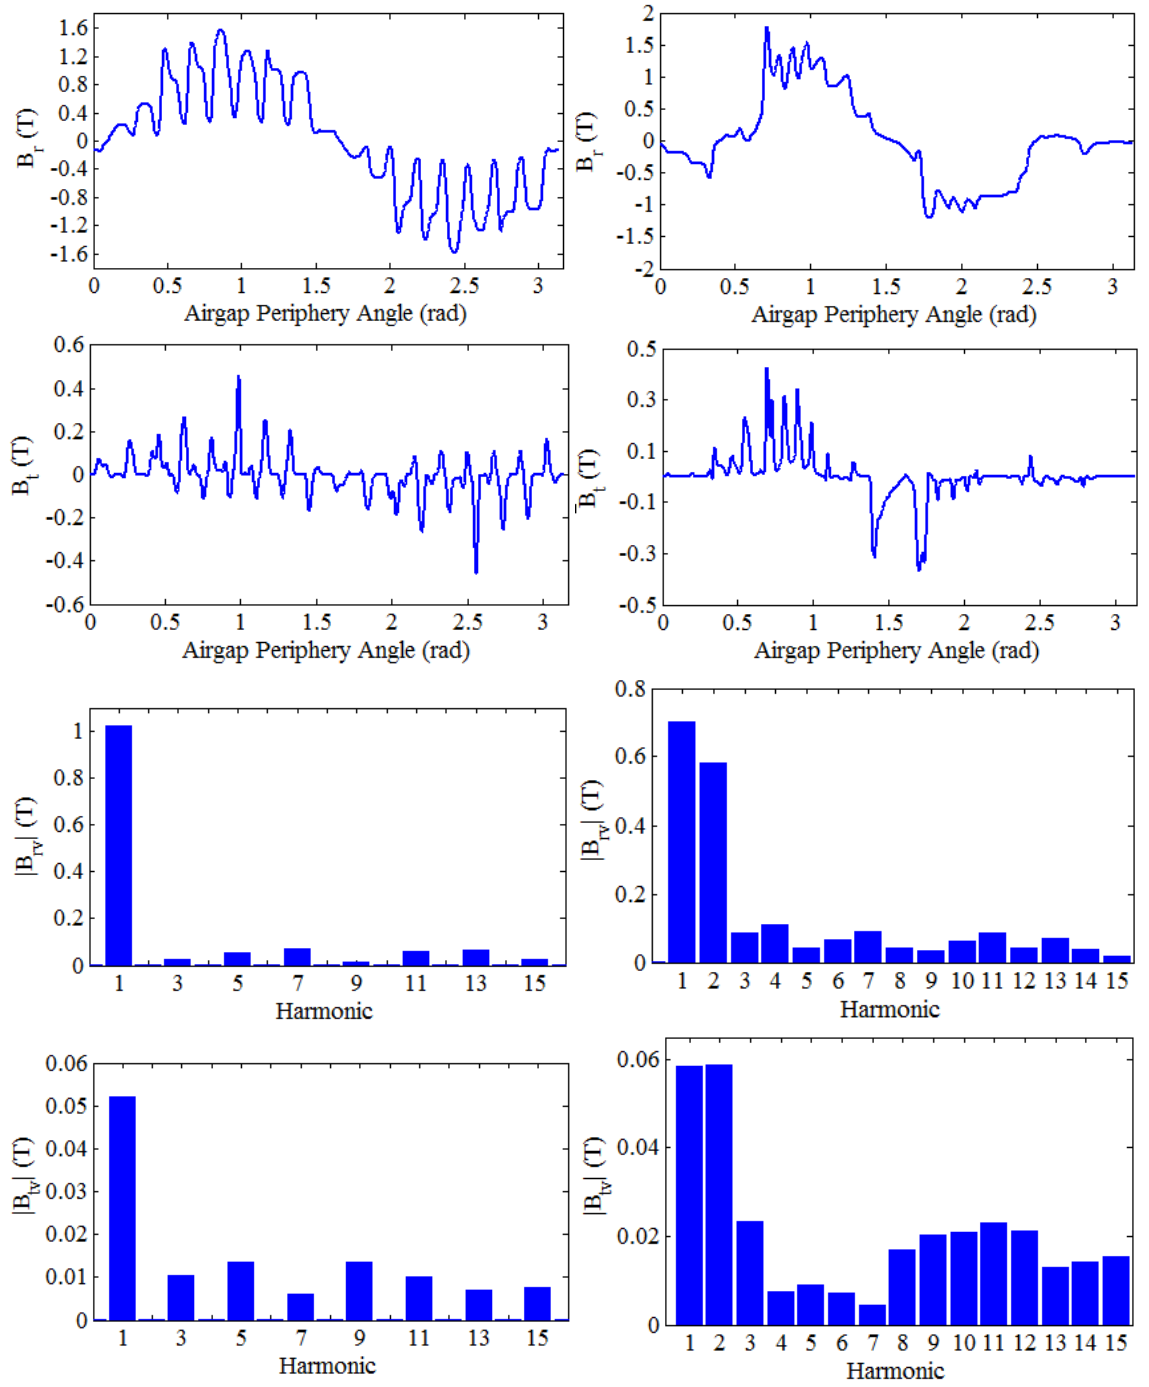 1.6
1.2
0.8
0.4
0
-0.4
-0.8
-1.2
-1.6
B_r (T)
0 0.5 1 1.5 2 2.5 3
Airgap Periphery Angle (rad)
2
1.5
1
0.5
0
-0.5
-1
-1.5
-2
B_r (T)
0 0.5 1 1.5 2 2.5 3
Airgap Periphery Angle (rad)
0.6
0.4
0.2
0
-0.2
-0.4
-0.6
B_t (T)
0 0.5 1 1.5 2 2.5 3
Airgap Periphery Angle (rad)
0.5
0.3
0.1
-0.1
-0.3
-0.5
B_t (T)
0 0.5 1 1.5 2 2.5 3
Airgap Periphery Angle (rad)
1
0.8
0.6
0.4
0.2
0
|B_rv| (T)
1 3 5 7 9 11 13 15
Harmonic
0.8
0.6
0.4
0.2
0
|B_rv| (T)
1 2 3 4 5 6 7 8 9 10 11 12 13 14 15
Harmonic
0.06
0.05
0.04
0.03
0.02
0.01
0
|B_tv| (T)
1 3 5 7 9 11 13 15
Harmonic
0.06
0.04
0.02
0
|B_tv| (T)
1 2 3 4 5 6 7 8 9 10 11 12 13 14 15
Harmonic